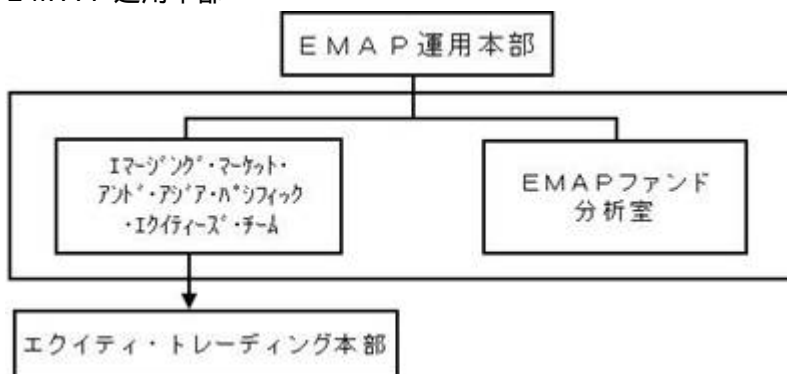 ＥＭＡＰ運用本部
ｴﾏｰｼﾞﾝｸﾞ・ﾏｰｹｯﾄ・
ｱﾝﾄﾞ・ｱｼﾞｱ・ﾊﾟｼﾌｨｯｸ
・ｴｸｲﾃｨｰｽﾞ・ﾁｰﾑ
ＥＭＡＰファンド
分析室
エクイティ・トレーディング本部